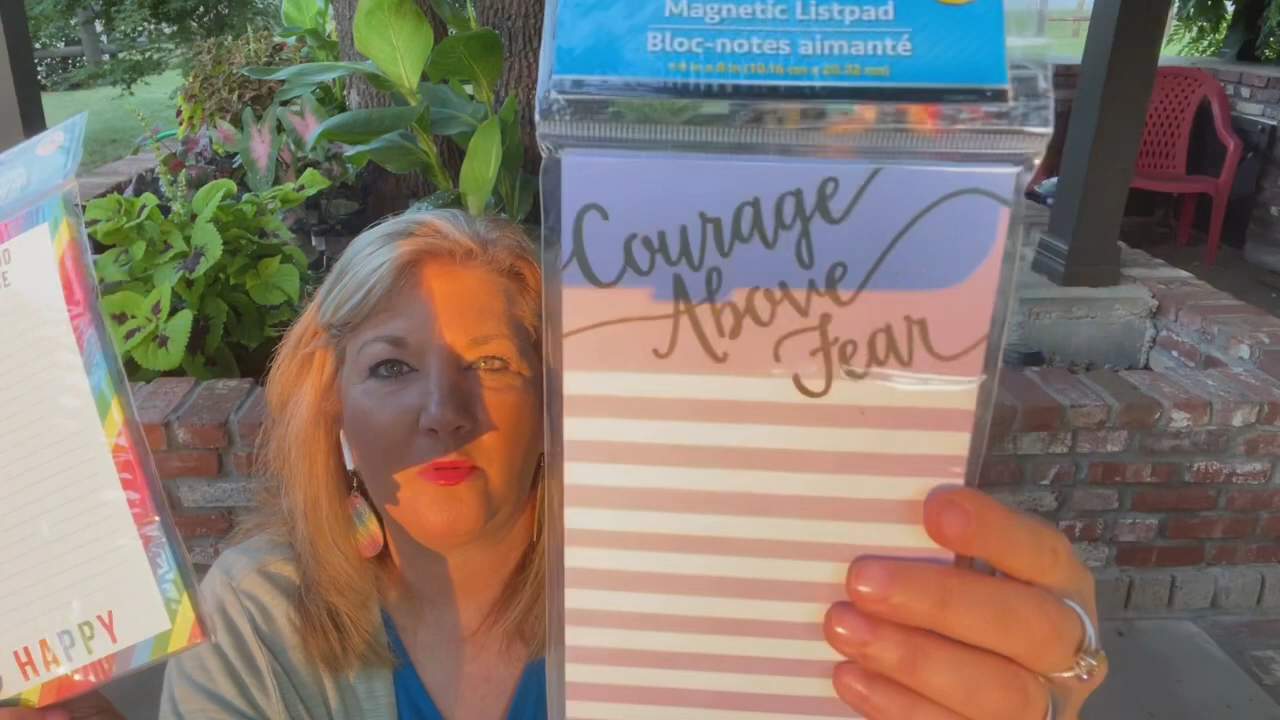 HAPPY
Magnetic Listpad
Bloc-notes aimanté
Courage
Above
Fear